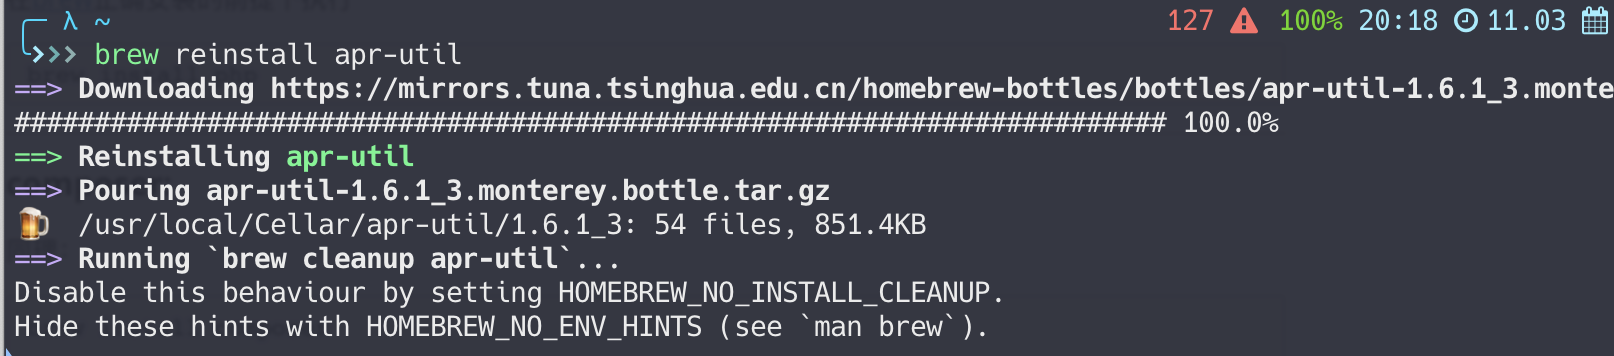 λ ~ 127 100% 20:18 11.03
>>> brew reinstall apr-util
==> Downloading https://mirrors.tuna.tsinghua.edu.cn/homebrew-bottles/bottles/apr-util-1.6.1_3.monte
######################################################################## 100.0%
==> Reinstalling apr-util
==> Pouring apr-util-1.6.1_3.monterey.bottle.tar.gz
🍺 /usr/local/Cellar/apr-util/1.6.1_3: 54 files, 851.4KB
==> Running `brew cleanup apr-util`...
Disable this behaviour by setting HOMEBREW_NO_INSTALL_CLEANUP.
Hide these hints with HOMEBREW_NO_ENV_HINTS (see `man brew`).